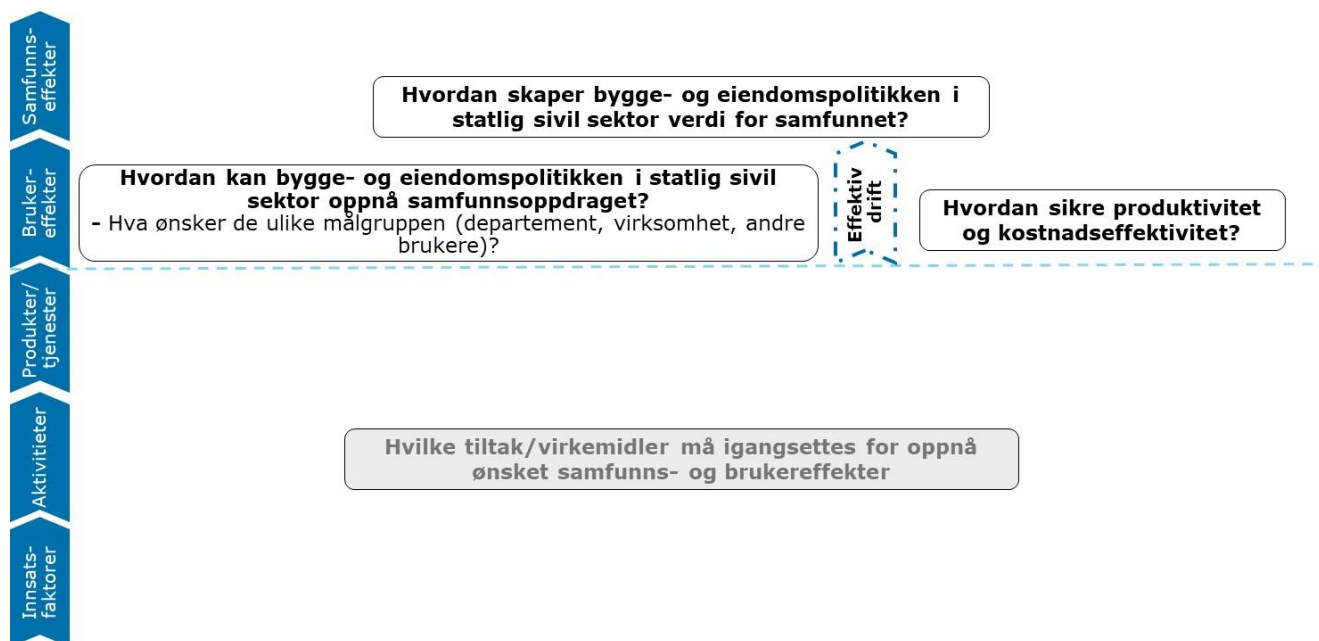 Samfunns-
effekter
Hvordan skaper bygge- og eiendomspolitikken i
statlig sivil sektor verdi for samfunnet?
Bruker-
effekter
Hvordan kan bygge- og eiendomspolitikken i statlig sivil
sektor oppnå samfunnsoppdraget?
- Hva ønsker de ulike målgruppen (departement, virksomhet, andre
brukere)?
Effektiv
drift
Hvordan sikre produktivitet
og kostnadseffektivitet?
Produkter/
tjenester
Aktivitieter
Hvilke tiltak/virkemidler må igangsettes for oppnå
ønsket samfunns- og brukereffekter
Innsats-
faktorer